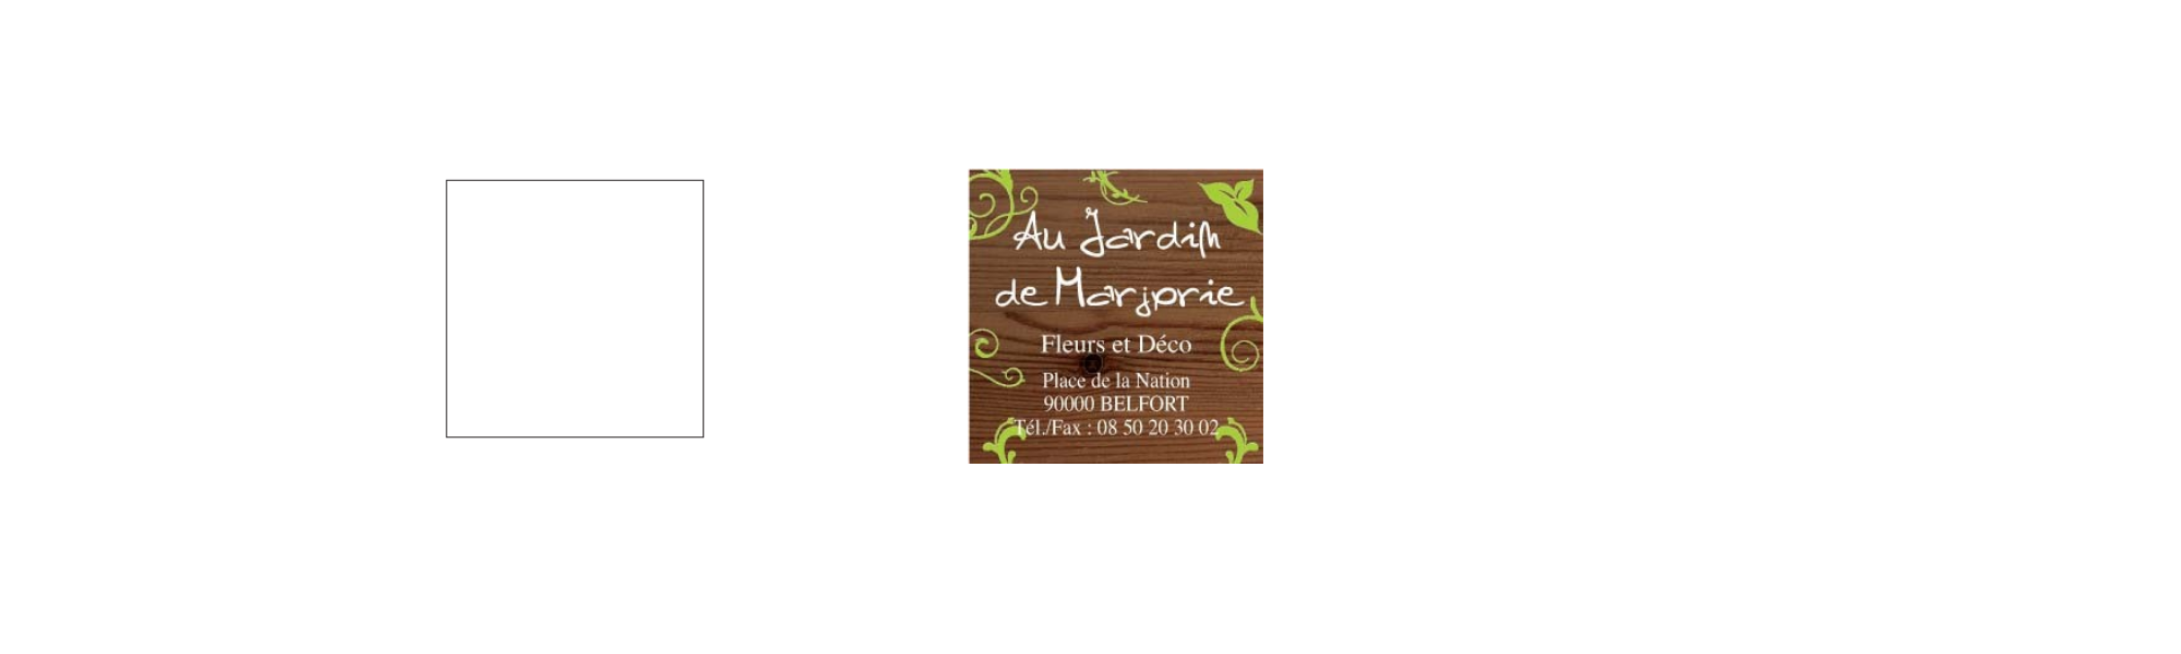 Au Jardin
de Marjorie
Fleurs et Déco
Place de la Nation
90000 BELFORT
Tél./Fax : 08 50 20 30 02